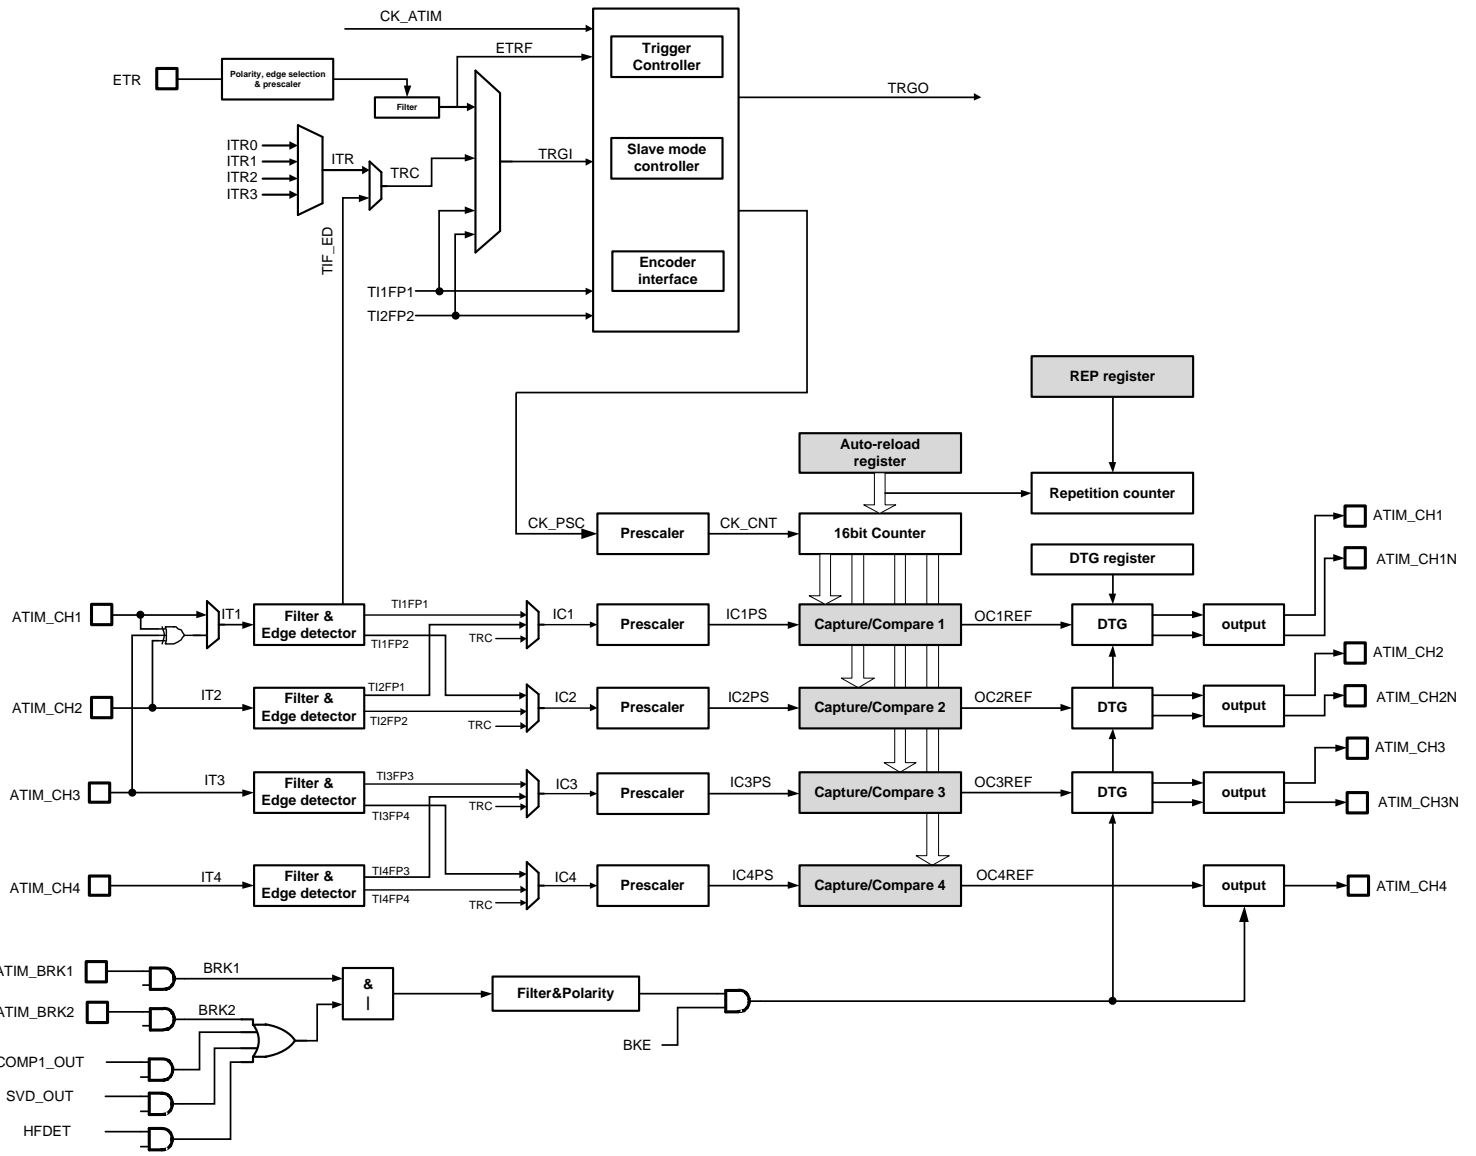 CK_ATIM
ETRF
ETR
Polarity, edge selection
& prescaler
Filter
Trigger
Controller
TRGO
ITR0
ITR1
ITR2
ITR3
ITR
TRC
TRGI
Slave mode
controller
TIF_ED
Encoder
interface
TI1FP1
TI2FP2
REP register
Auto-reload
register
Repetition counter
CK_PSC
Prescaler
CK_CNT
16bit Counter
DTG register
ATIM_CH1
ATIM_CH1N
ATIM_CH1
IT1
Filter &
Edge detector
TI1FP1
TI1FP2
TRC
IC1
Prescaler
IC1PS
Capture/Compare 1
OC1REF
DTG
output
ATIM_CH2
ATIM_CH2N
ATIM_CH2
IT2
Filter &
Edge detector
TI2FP1
TI2FP2
TRC
IC2
Prescaler
IC2PS
Capture/Compare 2
OC2REF
DTG
output
ATIM_CH3
ATIM_CH3N
ATIM_CH3
IT3
Filter &
Edge detector
TI3FP3
TI3FP4
TRC
IC3
Prescaler
IC3PS
Capture/Compare 3
OC3REF
DTG
output
ATIM_CH4
IT4
Filter &
Edge detector
TI4FP3
TI4FP4
TRC
IC4
Prescaler
IC4PS
Capture/Compare 4
OC4REF
output
ATIM_CH4
ATIM_BRK1
BRK1
&
|
Filter&Polarity
ATIM_BRK2
BRK2
BKE
COMP1_OUT
SVD_OUT
HFDET